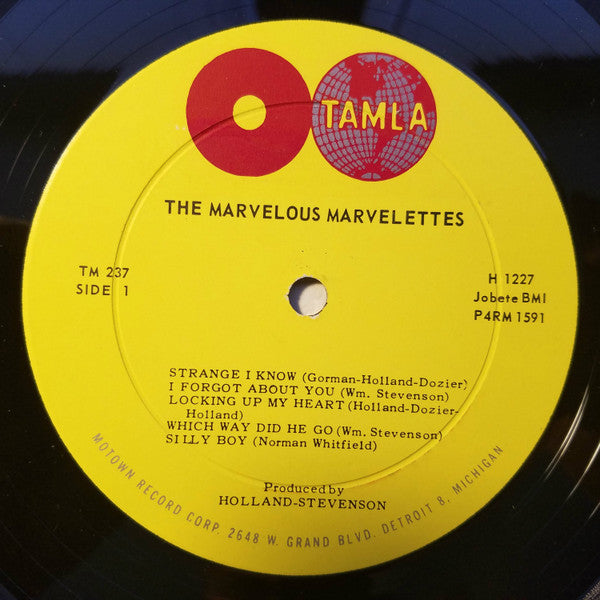 TAMLA
THE MARVELOUS MARVELETTES
TM 237
SIDE 1
H 1227
Jobete BMI
P4RM 1591
STRANGE I KNOW (Gorman-Holland-Dozier)
I FORGOT ABOUT YOU (Wm. Stevenson)
LOCKING UP MY HEART (Holland-Dozier-
Holland)
WHICH WAY DID HE GO (Wm. Stevenson)
SILLY BOY (Norman Whitfield)
Produced by
HOLLAND-STEVENSON
MOTOWN RECORD CORP. 2648 W. GRAND BLVD. DETROIT 8, MICHIGAN